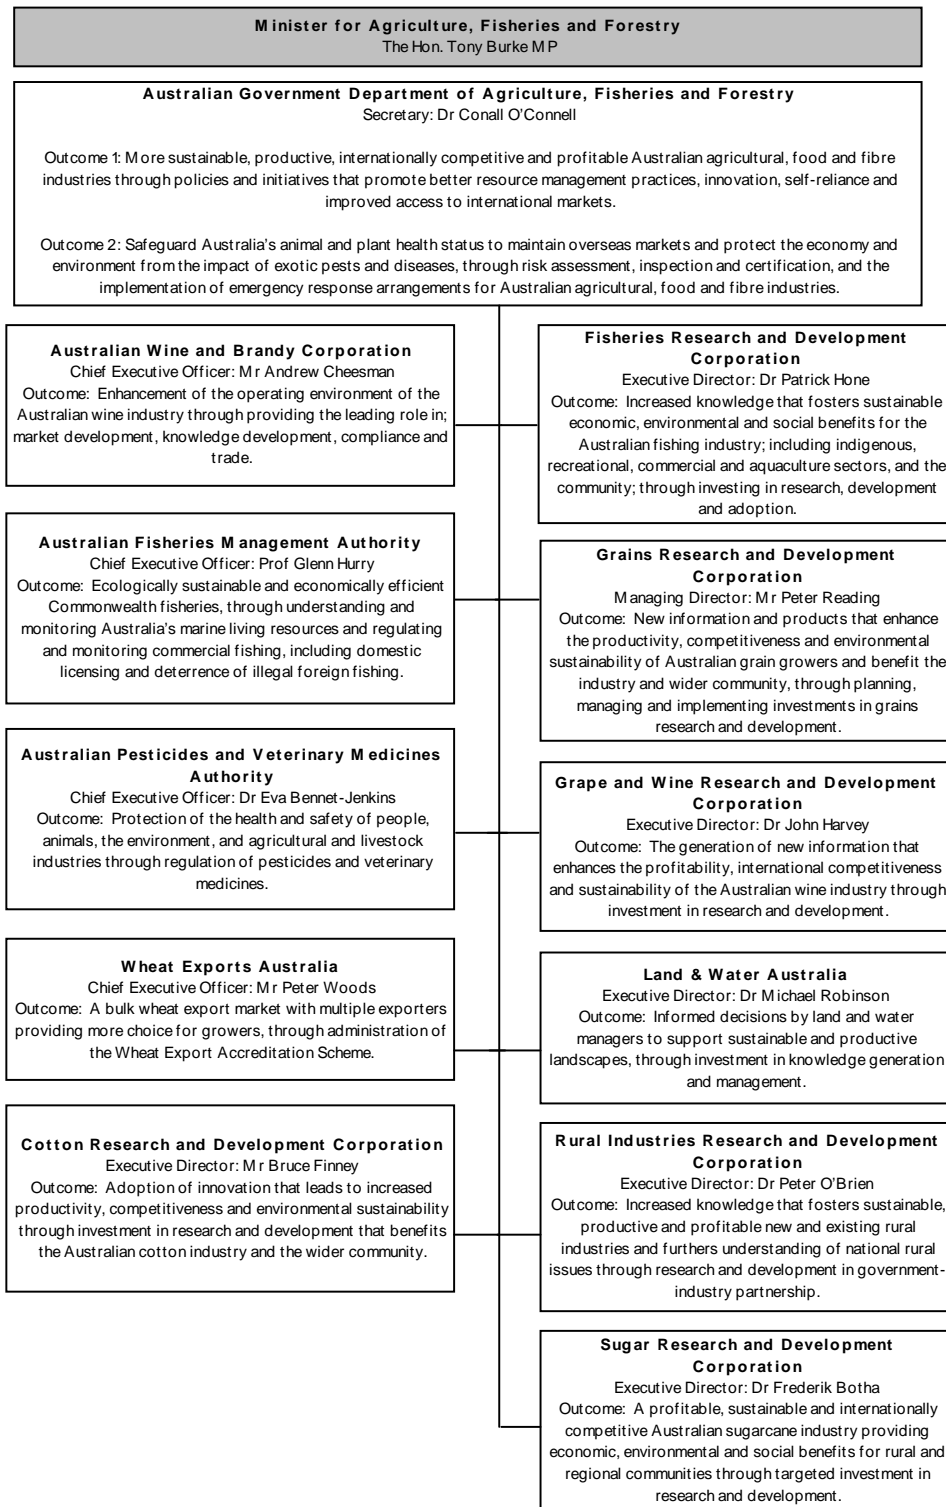 Minister for Agriculture, Fisheries and Forestry
The Hon. Tony Burke MP
Australian Government Department of Agriculture, Fisheries and Forestry
Secretary: Dr Conall O'Connell
Outcome 1: More sustainable, productive, internationally competitive and profitable Australian agricultural, food and fibre
industries through policies and initiatives that promote better resource management practices, innovation, self-reliance and
improved access to international markets.
Outcome 2: Safeguard Australia's animal and plant health status to maintain overseas markets and protect the economy and
environment from the impact of exotic pests and diseases, through risk assessment, inspection and certification, and the
implementation of emergency response arrangements for Australian agricultural, food and fibre industries.
Australian Wine and Brandy Corporation
Chief Executive Officer: Mr Andrew Cheesman
Outcome: Enhancement of the operating environment of the
Australian wine industry through providing the leading role in;
market development, knowledge development, compliance and
trade.
Australian Fisheries Management Authority
Chief Executive Officer: Prof Glenn Hurry
Outcome: Ecologically sustainable and economically efficient
Commonwealth fisheries, through understanding and
monitoring Australia's marine living resources and regulating
and monitoring commercial fishing, including domestic
licensing and deterrence of illegal foreign fishing.
Australian Pesticides and Veterinary Medicines
Authority
Chief Executive Officer: Dr Eva Bennet-Jenkins
Outcome: Protection of the health and safety of people,
animals, the environment, and agricultural and livestock
industries through regulation of pesticides and veterinary
medicines.
Wheat Exports Australia
Chief Executive Officer: Mr Peter Woods
Outcome: A bulk wheat export market with multiple exporters
providing more choice for growers, through administration of
the Wheat Export Accreditation Scheme.
Cotton Research and Development Corporation
Executive Director: Mr Bruce Finney
Outcome: Adoption of innovation that leads to increased
productivity, competitiveness and environmental sustainability
through investment in research and development that benefits
the Australian cotton industry and the wider community.
Fisheries Research and Development
Corporation
Executive Director: Dr Patrick Hone
Outcome: Increased knowledge that fosters sustainable
economic, environmental and social benefits for the
Australian fishing industry; including indigenous,
recreational, commercial and aquaculture sectors, and the
community; through investing in research, development
and adoption.
Grains Research and Development
Corporation
Managing Director: Mr Peter Reading
Outcome: New information and products that enhance
the productivity, competitiveness and environmental
sustainability of Australian grain growers and benefit the
industry and wider community, through planning,
managing and implementing investments in grains
research and development.
Grape and Wine Research and Development
Corporation
Executive Director: Dr John Harvey
Outcome: The generation of new information that
enhances the profitability, international competitiveness
and sustainability of the Australian wine industry through
investment in research and development.
Land & Water Australia
Executive Director: Dr Michael Robinson
Outcome: Informed decisions by land and water
managers to support sustainable and productive
landscapes, through investment in knowledge generation
and management.
Rural Industries Research and Development
Corporation
Executive Director: Dr Peter O'Brien
Outcome: Increased knowledge that fosters sustainable,
productive and profitable new and existing rural
industries and furthers understanding of national rural
issues through research and development in government-
industry partnership.
Sugar Research and Development
Corporation
Executive Director: Dr Frederik Botha
Outcome: A profitable, sustainable and internationally
competitive Australian sugarcane industry providing
economic, environmental and social benefits for rural and
regional communities through targeted investment in
research and development.